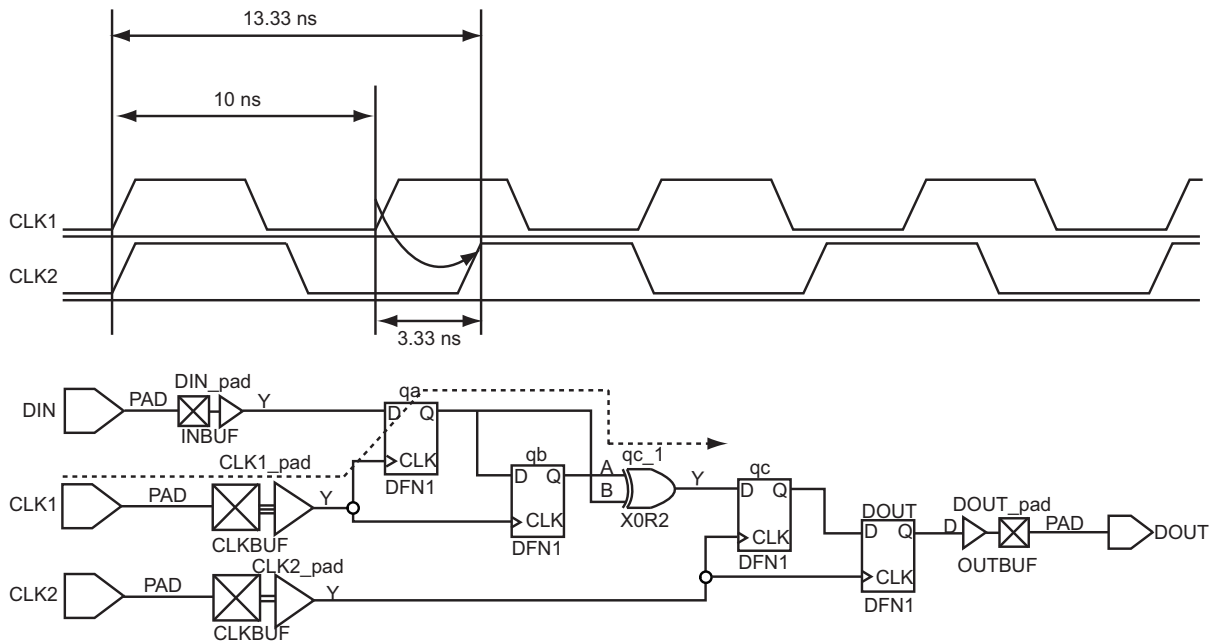 13.33 ns
10 ns
CLK1
CLK2
3.33 ns
DIN
PAD
DIN_pad
INBUF
Y
qa
D Q
CLK
DFN1
qb
D Q
CLK
DFN1
A
B
qc_1
X0R2
Y
qc
D Q
CLK
DFN1
DOUT
D Q
CLK
DFN1
D
DOUT_pad
OUTBUF
PAD
DOUT
CLK1
PAD
CLK1_pad
CLKBUF
Y
CLK2
PAD
CLK2_pad
CLKBUF
Y